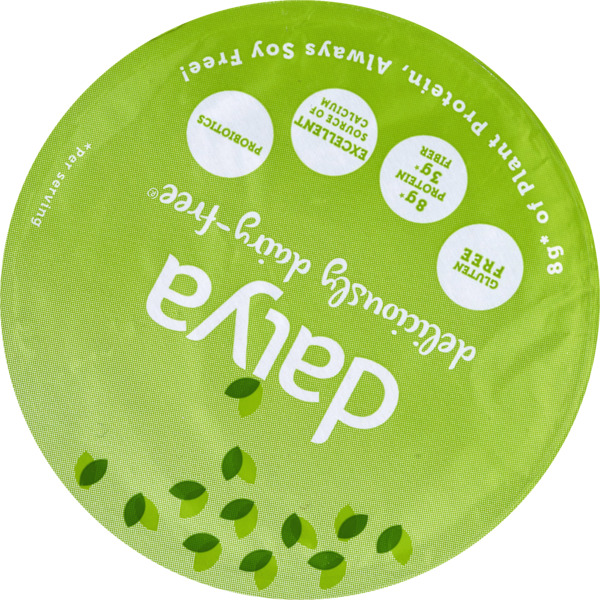 daiya
deliciously dairy-free®
GLUTEN
FREE
8g*
PROTEIN
3g*
FIBER
EXCELLENT
SOURCE OF
CALCIUM
PROBIOTICS
8g* of Plant Protein, Always Soy Free!
*Per serving